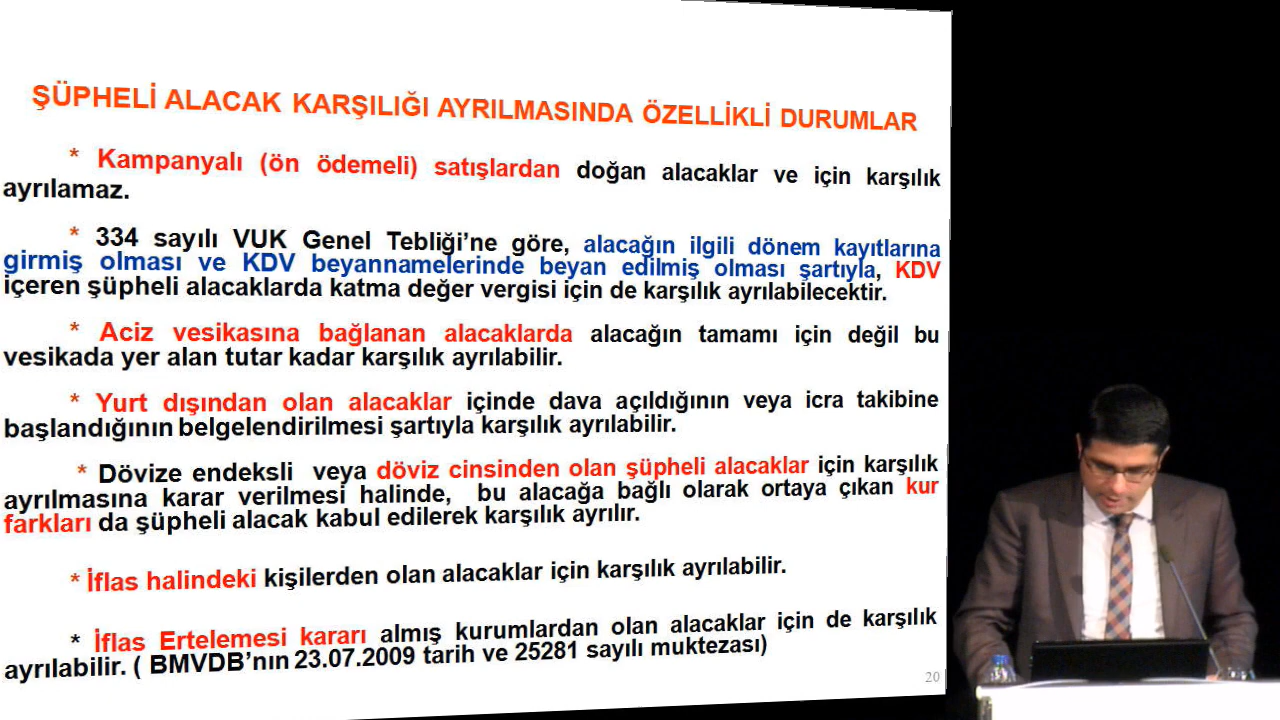 ŞÜPHELİ ALACAK KARŞILIĞI AYRILMASINDA ÖZELLİKLİ DURUMLAR
* Kampanyalı (ön ödemeli) satışlardan doğan alacaklar ve için karşılık
ayrılamaz.
* 334 sayılı VUK Genel Tebliği’ne göre, alacağın ilgili dönem kayıtlarına
girmiş olması ve KDV beyannamelerinde beyan edilmiş olması şartıyla, KDV
içeren şüpheli alacaklarda katma değer vergisi için de karşılık ayrılabilecektir.
* Aciz vesikasına bağlanan alacaklarda alacağın tamamı için değil bu
vesikada yer alan tutar kadar karşılık ayrılabilir.
* Yurt dışından olan alacaklar içinde dava açıldığının veya icra takibine
başlandığının belgelendirilmesi şartıyla karşılık ayrılabilir.
* Dövize endeksli veya döviz cinsinden olan şüpheli alacaklar için karşılık
ayrılmasına karar verilmesi halinde, bu alacağa bağlı olarak ortaya çıkan kur
farkları da şüpheli alacak kabul edilerek karşılık ayrılır.
* İflas halindeki kişilerden olan alacaklar için karşılık ayrılabilir.
* İflas Ertelemesi kararı almış kurumlardan olan alacaklar için de karşılık
ayrılabilir. ( BMVDB’nın 23.07.2009 tarih ve 25281 sayılı muktezası)
20